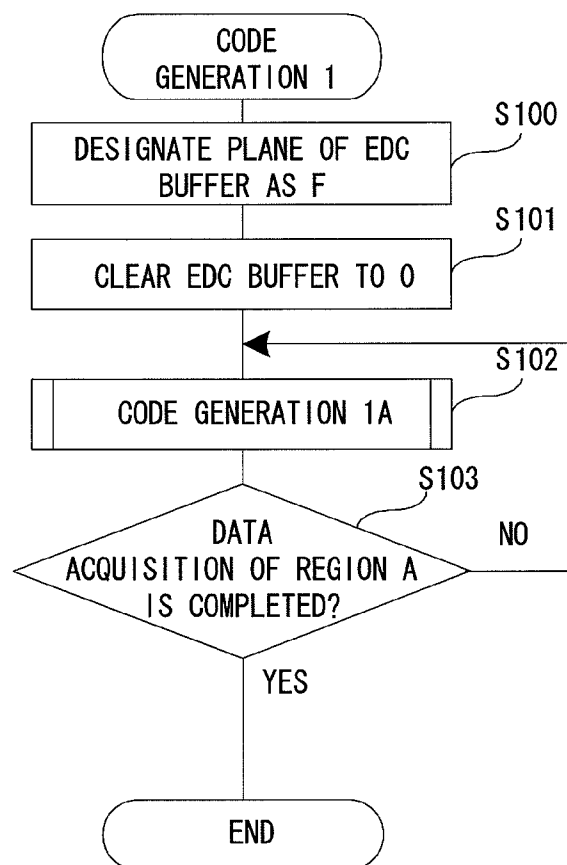 CODE
GENERATION 1
S100
DESIGNATE PLANE OF EDC
BUFFER AS F
S101
CLEAR EDC BUFFER TO 0
S102
CODE GENERATION 1A
S103
DATA
ACQUISITION OF REGION A
IS COMPLETED?
NO
YES
END